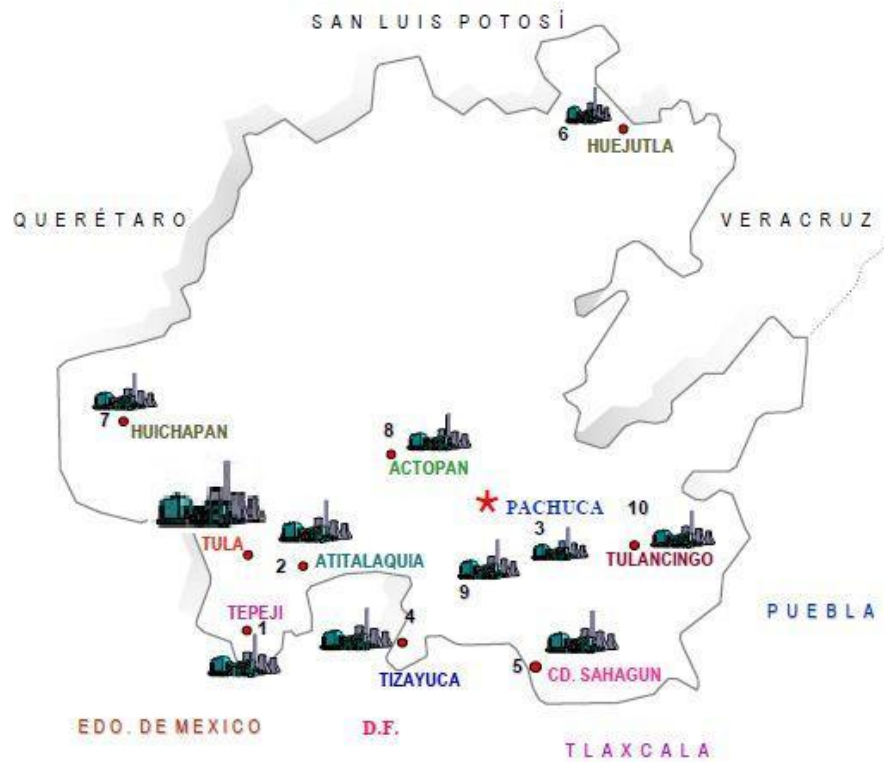 SAN LUIS POTOSÍ
6
HUEJUTLA
QUERÉTARO
VERACRUZ
7
HUICHAPAN
8
ACTOPAN
PACHUCA
10
3
TULA
2
ATITALAQUIA
TULANCINGO
9
TEPEJI
1
4
PUEBLA
TIZAYUCA
5
CD. SAHAGUN
EDO. DE MEXICO
D.F.
TLAXCALA